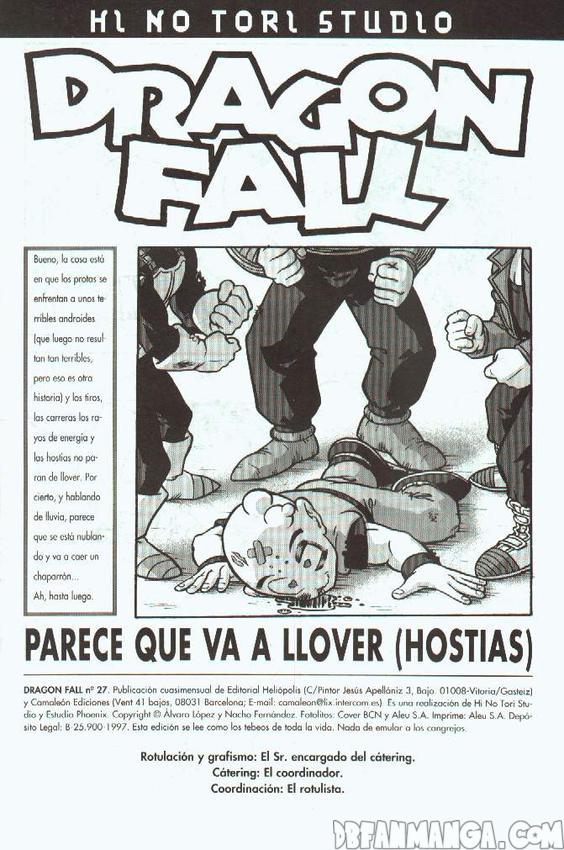 HI NO TORI STUDIO
DRAGON
FALL
Bueno, la cosa está
en que los protas se
enfrentan a unos te-
rribles androides
(que luego no resul
tan tan terribles,
pero eso es otra
historia) y los tiros,
las carreras los ra-
yos de energía y
las hostias no pa-
ran de llover. Por
cierto, y hablando
de lluvia, parece
que se está nublan-
do y va a caer un
chaparrón...
Ah, hasta luego.
PARECE QUE VA A LLOVER (HOSTIAS)
DRAGON FALL nº 27. Publicación cuasimensual de Editorial Heliópolis (C/Pintor Jesús Apellániz 3, Bajo. 01008-Vitoria/Gasteiz)
y Camaleón Ediciones (Vent 41 bajos, 08031 Barcelona; E-mail: camaleon@lix.intercom.es) Es una realización de Hi No Tori Stu-
dio y Estudio Phoenix. Copyright © Álvaro López y Nacho Fernández. Fotolitos: Cover BCN y Aleu S.A. Imprime: Aleu S.A. Depó-
sito Legal: B-25.900-1997. Esta edición se lee como los tebeos de toda la vida. Nada de emular a los cangrejos.
Rotulación y grafismo: El Sr. encargado del cátering.
Cátering: El coordinador.
Coordinación: El rotulista.
DBFANMANGA.COM